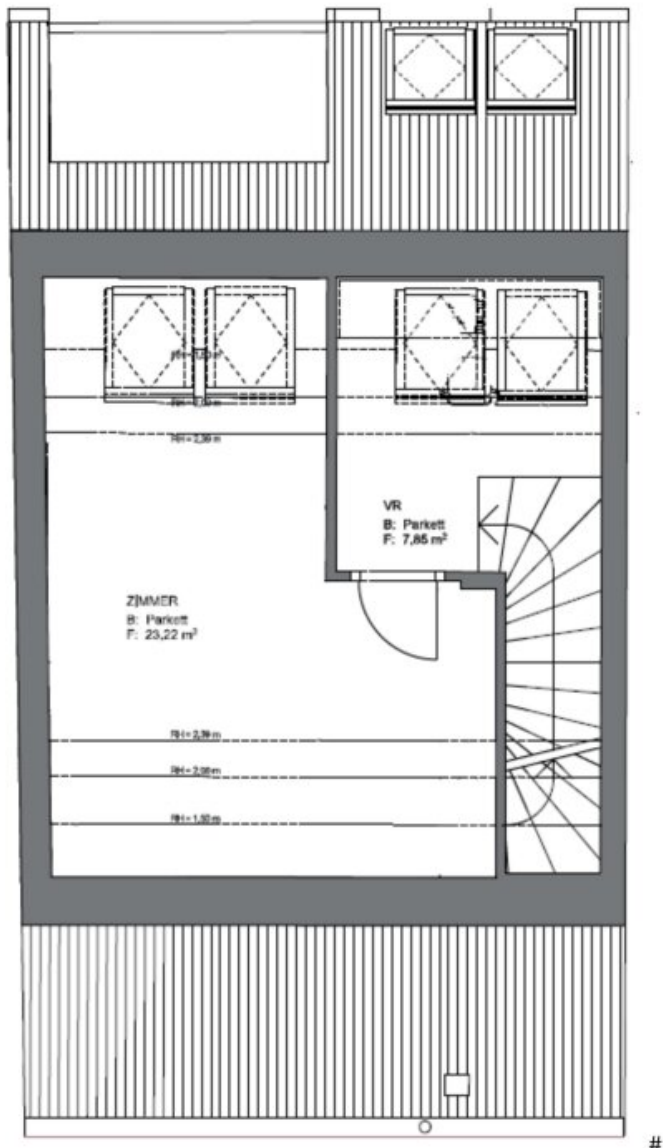 RH = 2,39 m
VR
B: Parkett
F: 7,85 m²
ZIMMER
B: Parkett
F: 23,22 m²
RH = 2,39 m
RH = 2,00 m
RH = 1,50 m
#